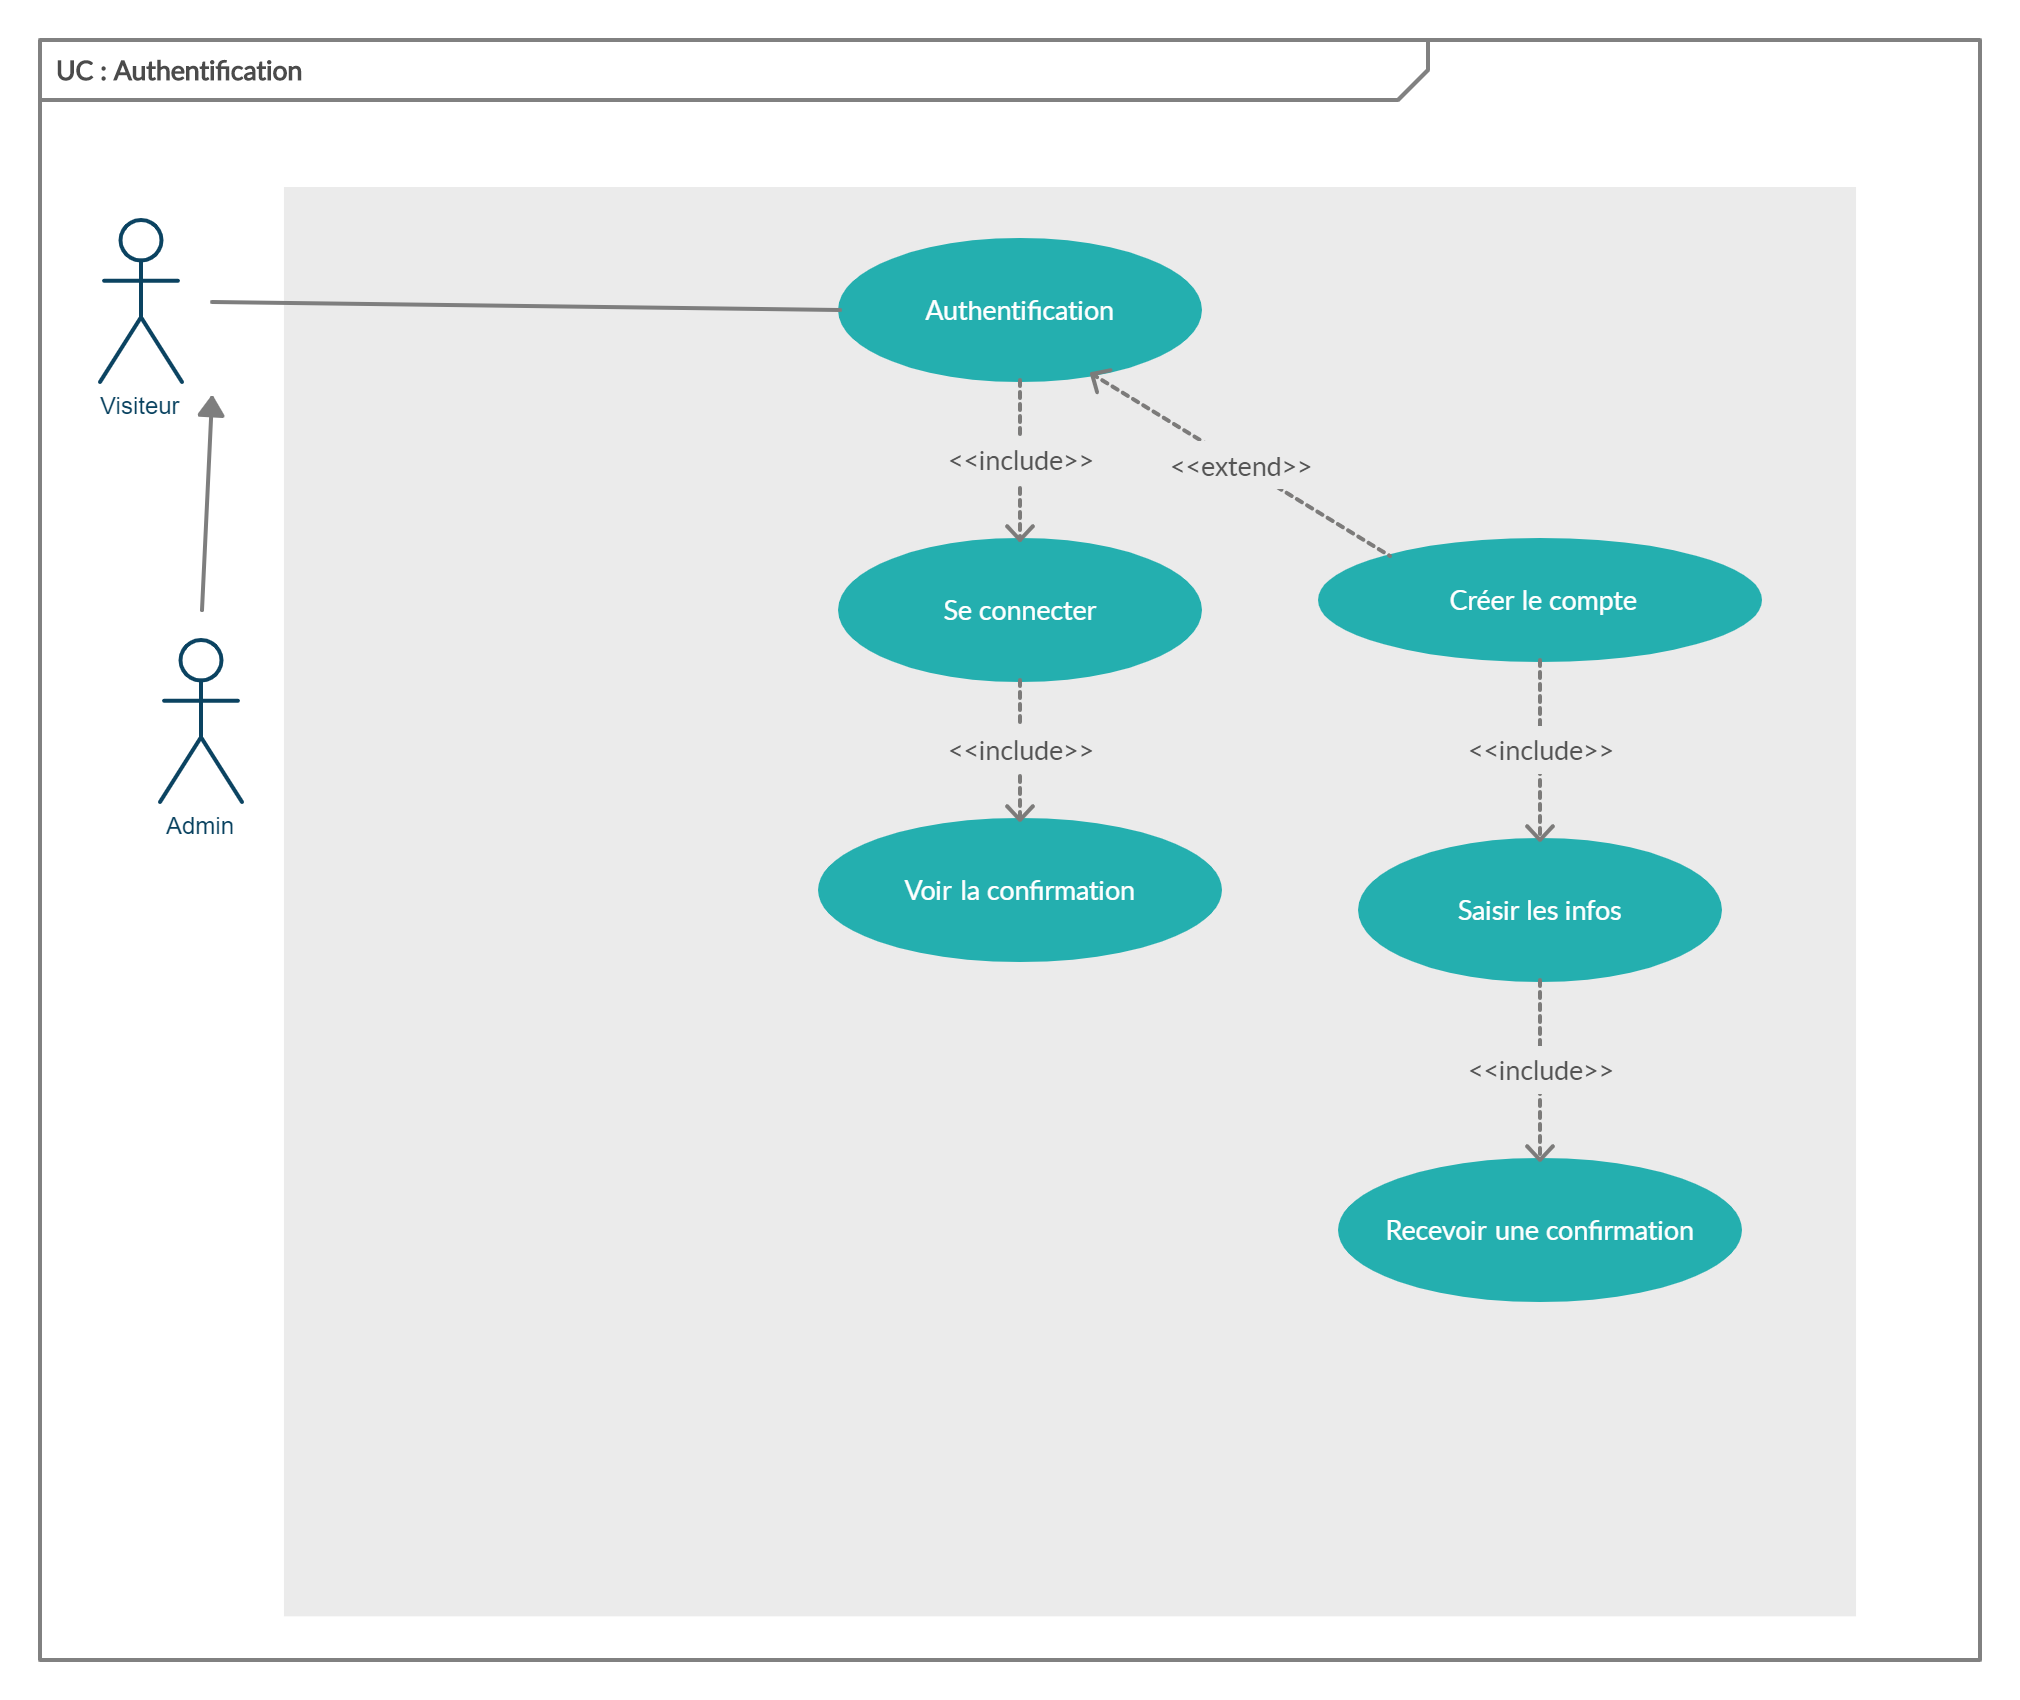 UC : Authentification
Authentification
Visiteur
<<include>>
<<extend>>
Se connecter
Créer le compte
<<include>>
<<include>>
Admin
Voir la confirmation
Saisir les infos
<<include>>
Recevoir une confirmation